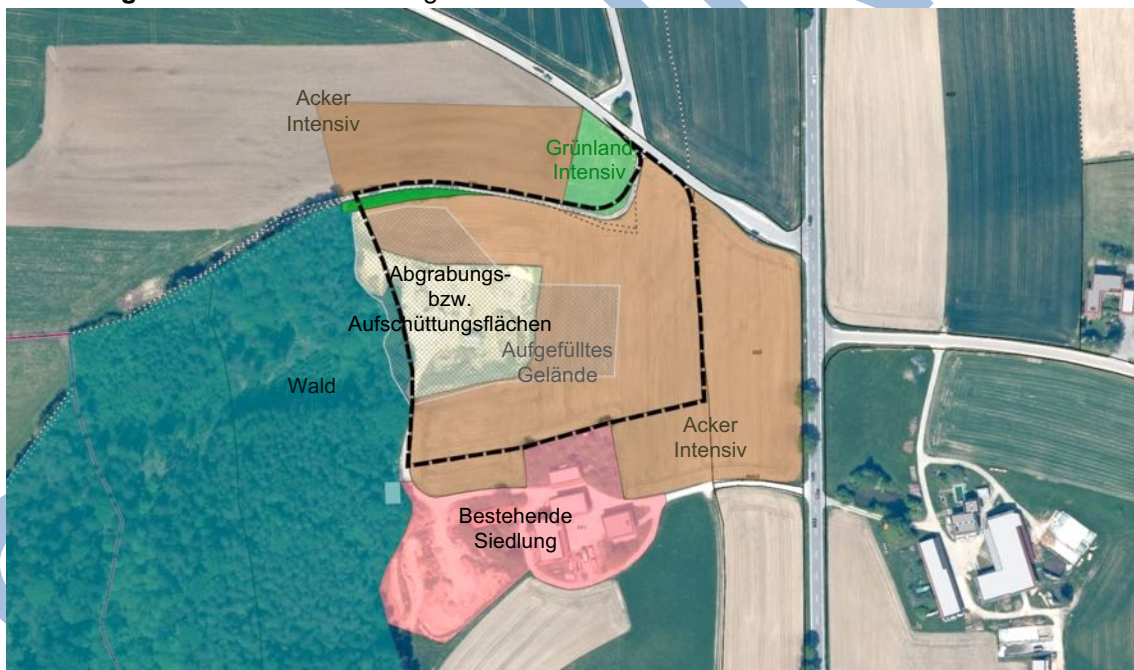 Acker
Intensiv
Grünland
Intensiv
Abgrabungs-
bzw.
Aufschüttungsflächen
Aufgefülltes
Gelände
Wald
Acker
Intensiv
Bestehende
Siedlung